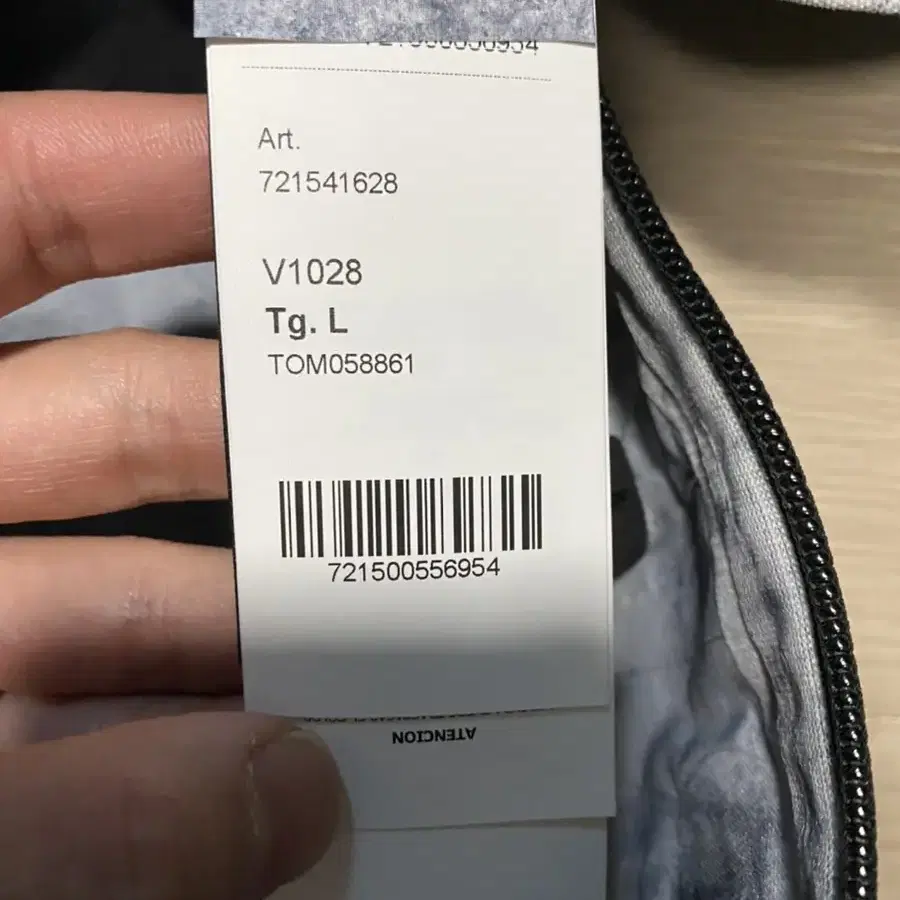 Art.
721541628
V1028
Tg. L
TOM058861
721500556954
ATENCION